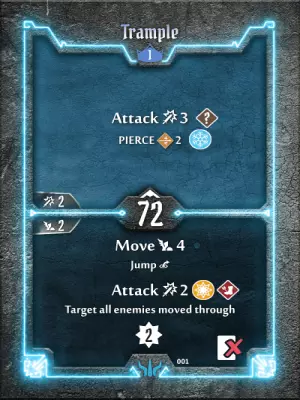 Trample
1
Attack 3 ?
PIERCE 2
2
72
2
Move 4
Jump
Attack 2
Target all enemies moved through
2
001